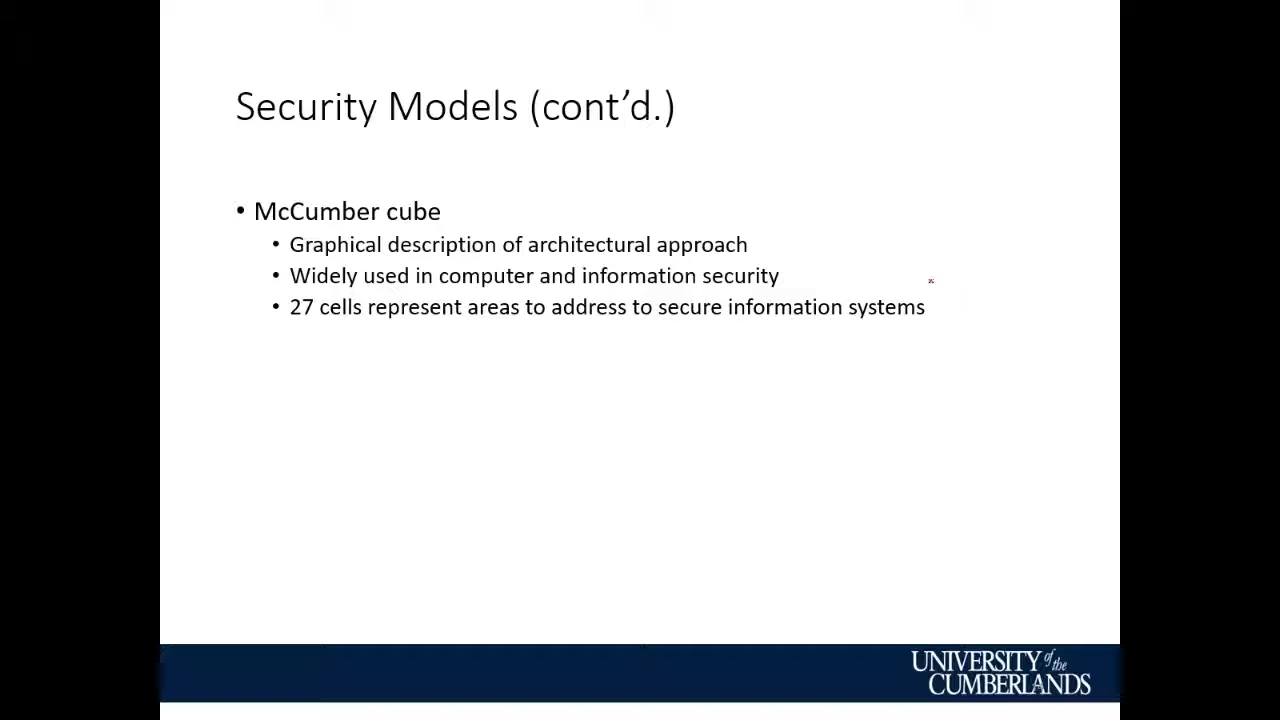 Security Models (cont’d.)
• McCumber cube
• Graphical description of architectural approach
• Widely used in computer and information security
• 27 cells represent areas to address to secure information systems
UNIVERSITY of the
CUMBERLANDS